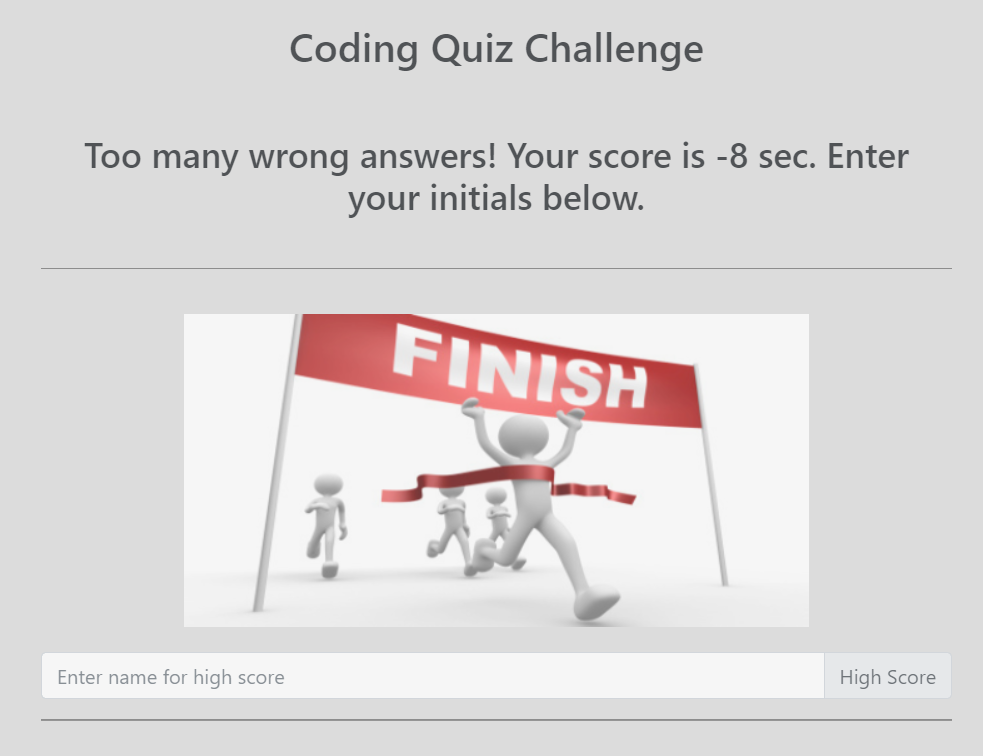 Coding Quiz Challenge
Too many wrong answers! Your score is -8 sec. Enter
your initials below.
FINISH
Enter name for high score
High Score